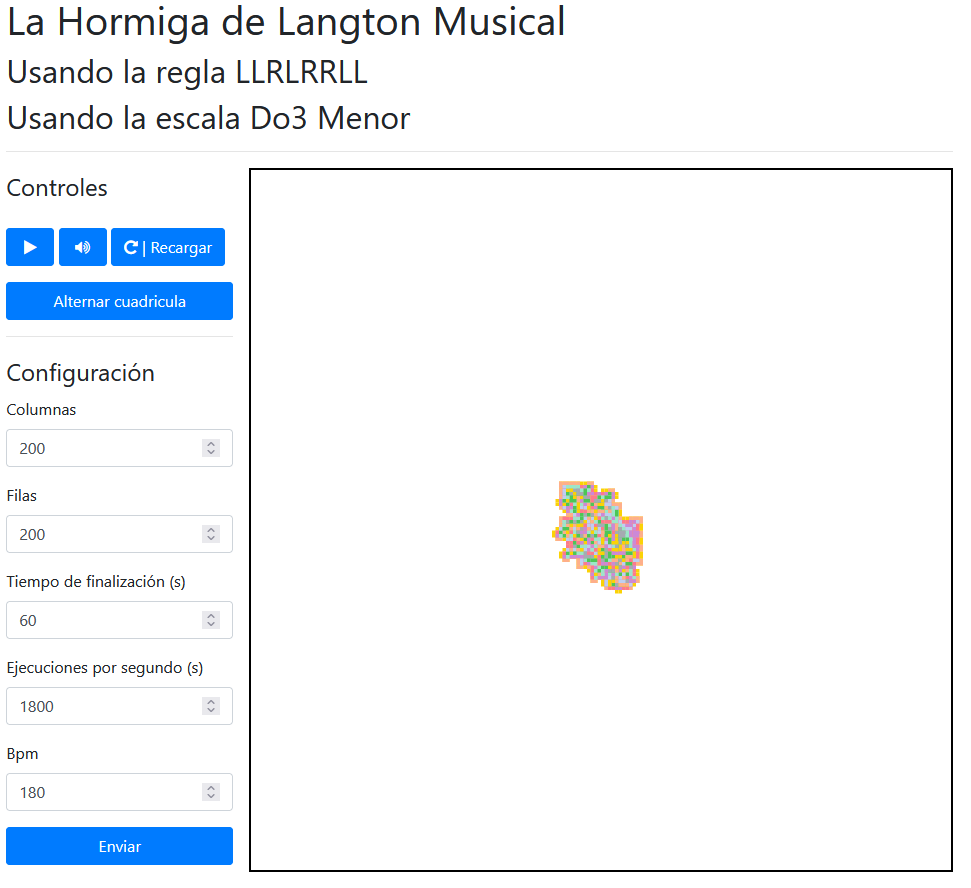 La Hormiga de Langton Musical
Usando la regla LLRLRRLL
Usando la escala Do3 Menor
Controles
| Recargar
Alternar cuadricula
Configuración
Columnas
200
Filas
200
Tiempo de finalización (s)
60
Ejecuciones por segundo (s)
1800
Bpm
180
Enviar